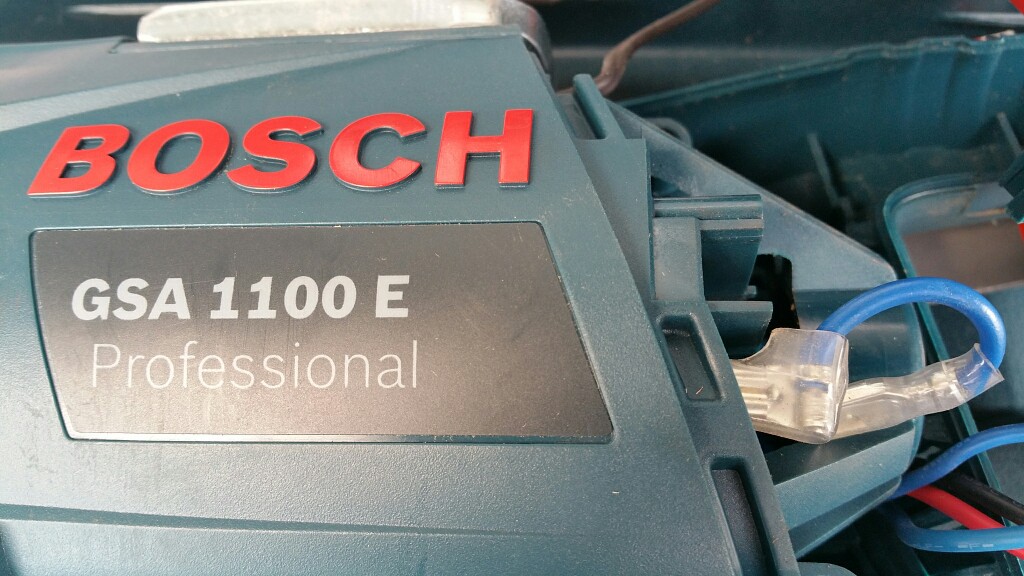 BOSCH
GSA 1100 E
Professional